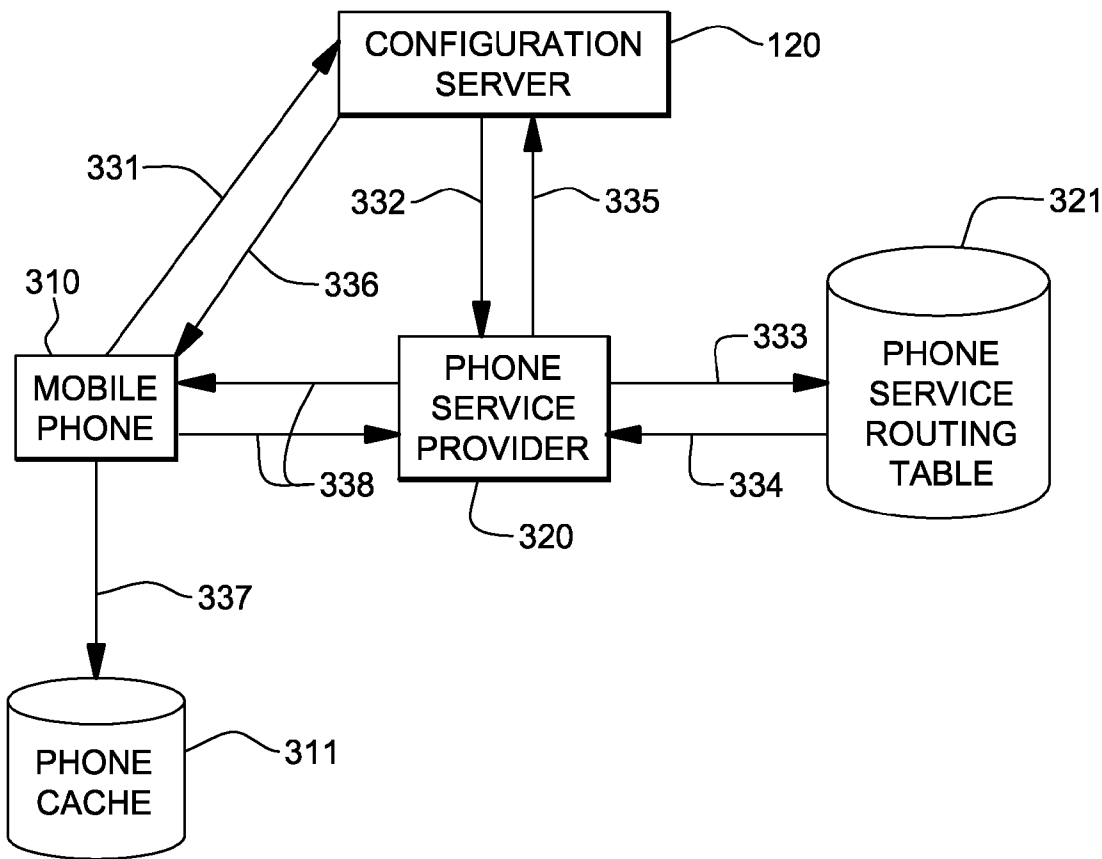 CONFIGURATION
SERVER
120
331
332
335
321
336
310
333
MOBILE
PHONE
PHONE
SERVICE
PROVIDER
PHONE
SERVICE
ROUTING
TABLE
338
334
320
337
PHONE
CACHE
311